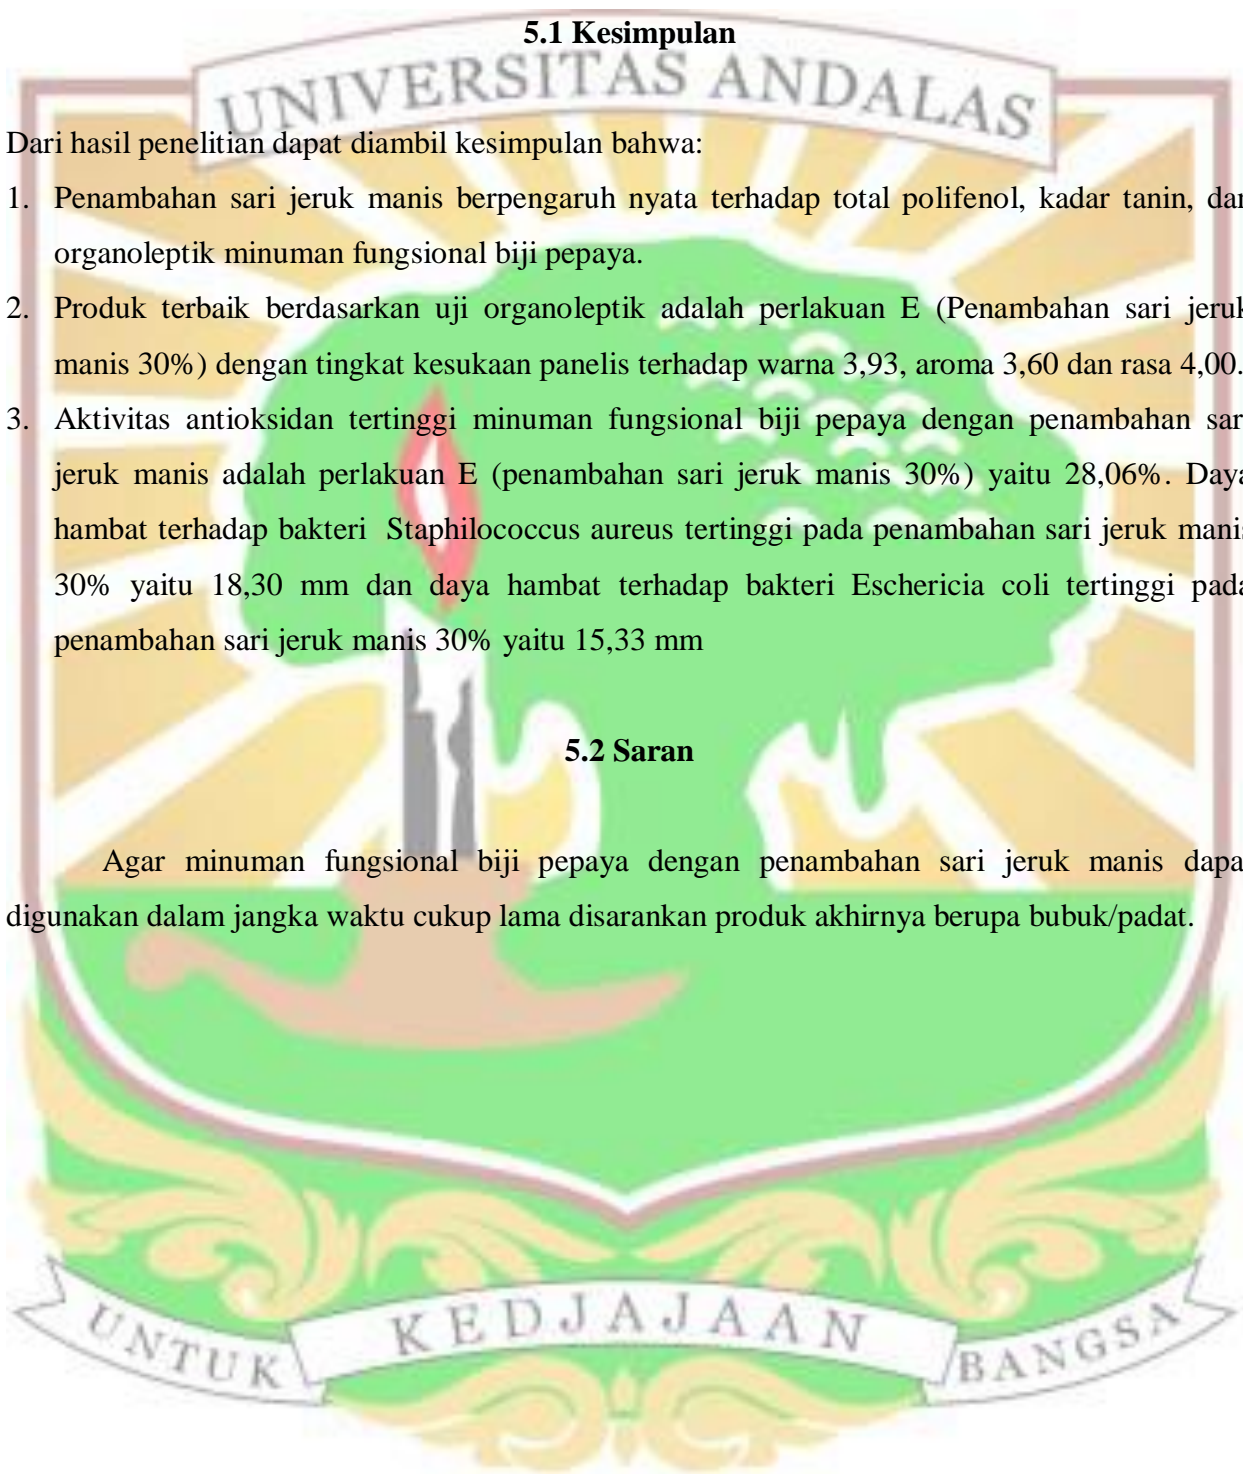 5.1 Kesimpulan
UNIVERSITAS ANDALAS
Dari hasil penelitian dapat diambil kesimpulan bahwa:
1. Penambahan sari jeruk manis berpengaruh nyata terhadap total polifenol, kadar tanin, dan
organoleptik minuman fungsional biji pepaya.
2. Produk terbaik berdasarkan uji organoleptik adalah perlakuan E (Penambahan sari jeruk
manis 30%) dengan tingkat kesukaan panelis terhadap warna 3,93, aroma 3,60 dan rasa 4,00.
3. Aktivitas antioksidan tertinggi minuman fungsional biji pepaya dengan penambahan sari
jeruk manis adalah perlakuan E (penambahan sari jeruk manis 30%) yaitu 28,06%. Daya
hambat terhadap bakteri Staphilococcus aureus tertinggi pada penambahan sari jeruk manis
30% yaitu 18,30 mm dan daya hambat terhadap bakteri Eschericia coli tertinggi pada
penambahan sari jeruk manis 30% yaitu 15,33 mm
5.2 Saran
Agar minuman fungsional biji pepaya dengan penambahan sari jeruk manis dapa
digunakan dalam jangka waktu cukup lama disarankan produk akhirnya berupa bubuk/padat.
UNTUK KEDJAJAAN BANGSA